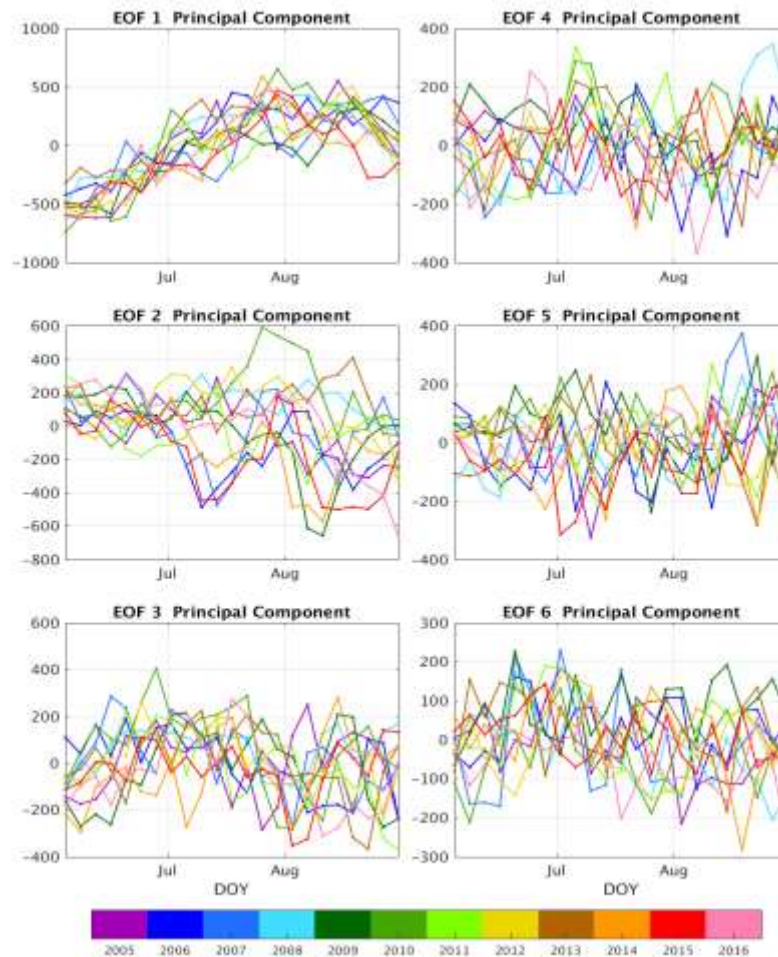 EOF 1 Principal Component
1000
500
0
−500
−1000
Jul Aug
EOF 4 Principal Component
400
200
0
−200
−400
Jul Aug
EOF 2 Principal Component
600
400
200
0
−200
−400
−600
−800
Jul Aug
EOF 5 Principal Component
400
200
0
−200
−400
Jul Aug
EOF 3 Principal Component
600
400
200
0
−200
−400
Jul Aug
DOY
EOF 6 Principal Component
300
200
100
0
−100
−200
−300
Jul Aug
DOY
2005 2006 2007 2008 2009 2010 2011 2012 2013 2014 2015 2016